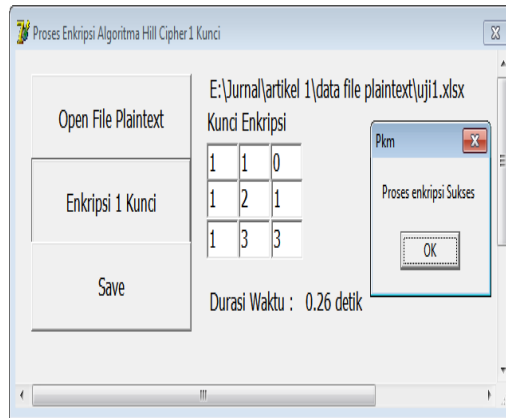 Proses Enkripsi Algoritma Hill Cipher1 Kunci
Open File Plaintext
Enkripsi 1 Kunci
Save
E:\Jurnal\artikel 1\data file plaintext\uji1.xlsx
Kunci Enkripsi
1 1 0
1 2 1
1 3 3
Durasi Waktu : 0.26 detik
Pkm
Proses enkripsi Sukses
OK